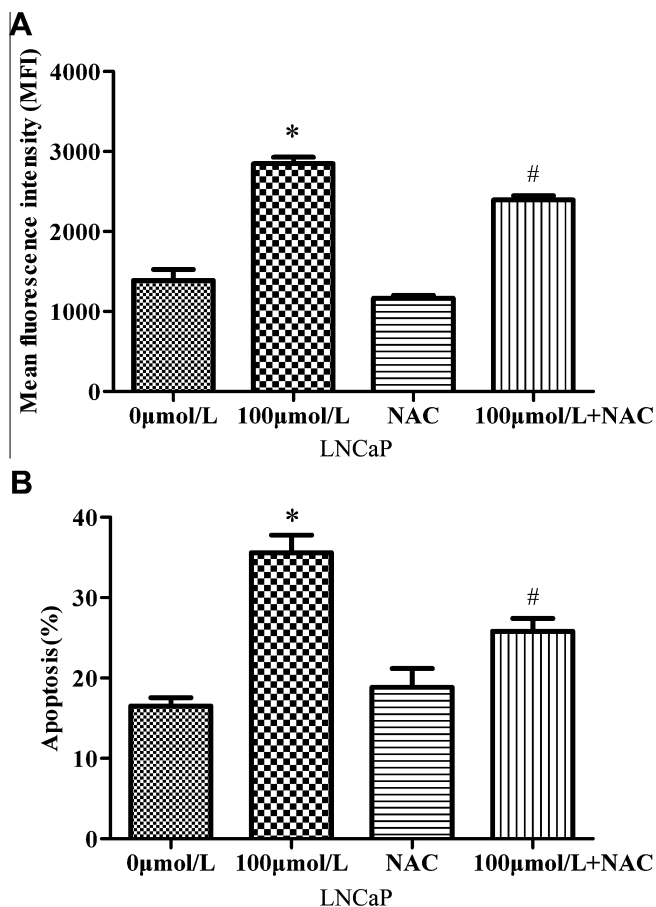 A
Mean fluorescence intensity (MFI)
4000
3000
2000
1000
0
*
#
0μmol/L 100μmol/L NAC 100μmol/L+NAC
LNCaP
B
Apoptosis(%)
40
30
20
10
0
*
#
0μmol/L 100μmol/L NAC 100μmol/L+NAC
LNCaP